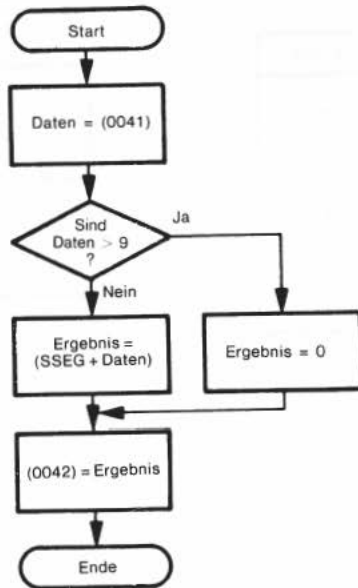 Start
Daten = (0041)
Sind
Daten > 9
?
Ja
Nein
Ergebnis =
(SSEG + Daten)
Ergebnis = 0
(0042) = Ergebnis
Ende